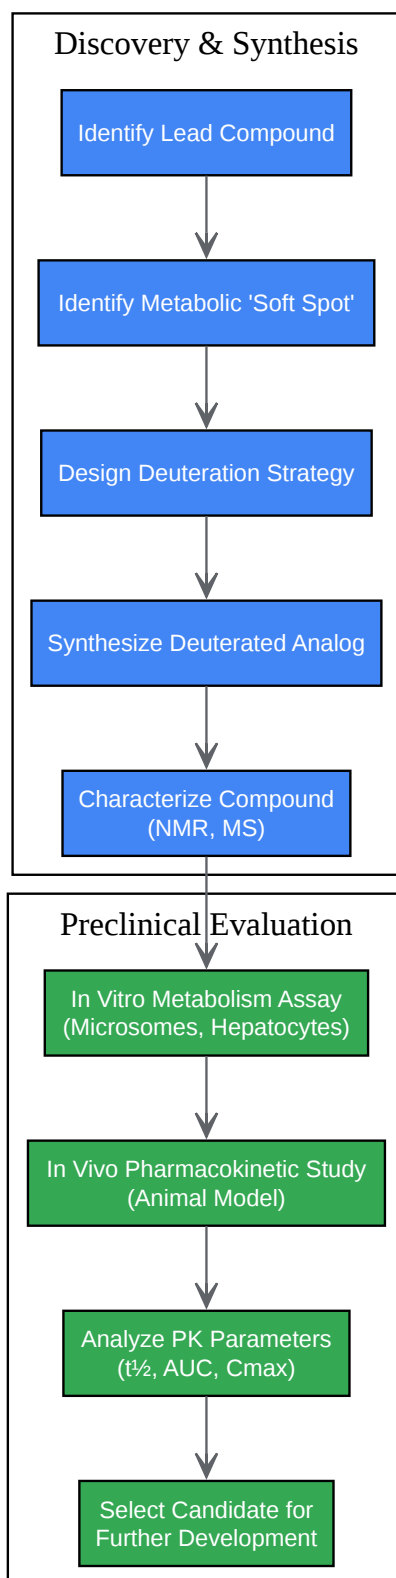 Discovery & Synthesis
Identify Lead Compound
Identify Metabolic 'Soft Spot'
Design Deuteration Strategy
Synthesize Deuterated Analog
Characterize Compound
(NMR, MS)
Preclinical Evaluation
In Vitro Metabolism Assay
(Microsomes, Hepatocytes)
In Vivo Pharmacokinetic Study
(Animal Model)
Analyze PK Parameters
(t½, AUC, Cmax)
Select Candidate for
Further Development